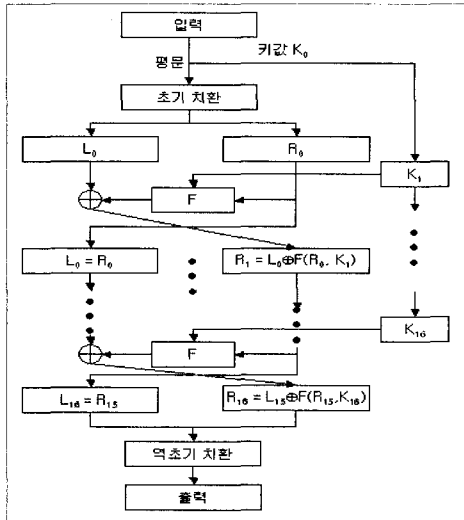 입력
평문
키값 K₀
초기 치환
L₀
R₀
K₁
F
L₀ = R₀
R₁ = L₀⊕F(R₀, K₁)
K₁₆
F
L₁₆ = R₁₅
R₁₆ = L₁₅⊕F(R₁₅,K₁₆)
역초기 치환
출력